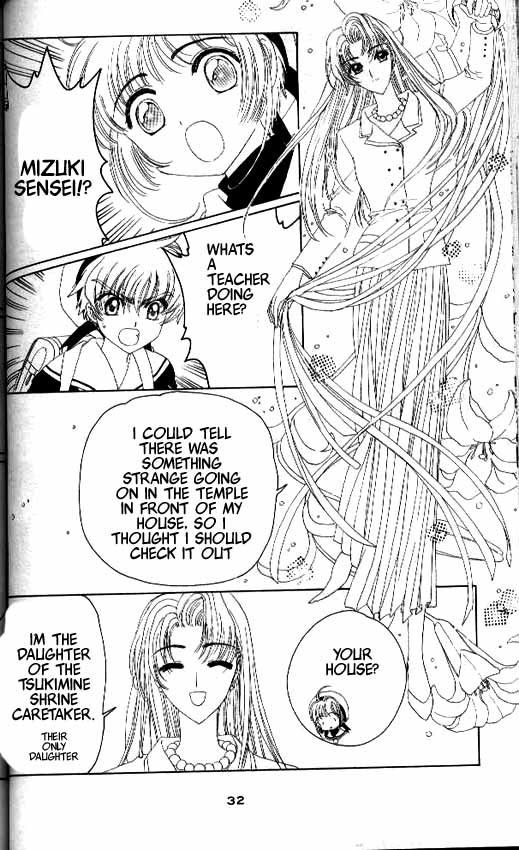 MIZUKI
SENSEI!?
WHATS
A
TEACHER
DOING
HERE?
I COULD TELL
THERE WAS
SOMETHING
STRANGE GOING
ON IN THE TEMPLE
IN FRONT OF MY
HOUSE. SO I
THOUGHT I SHOULD
CHECK IT OUT
YOUR
HOUSE?
IM THE
DAUGHTER
OF THE
TSUKIMINE
SHRINE
CARETAKER.
THEIR
ONLY
DAUGHTER
32